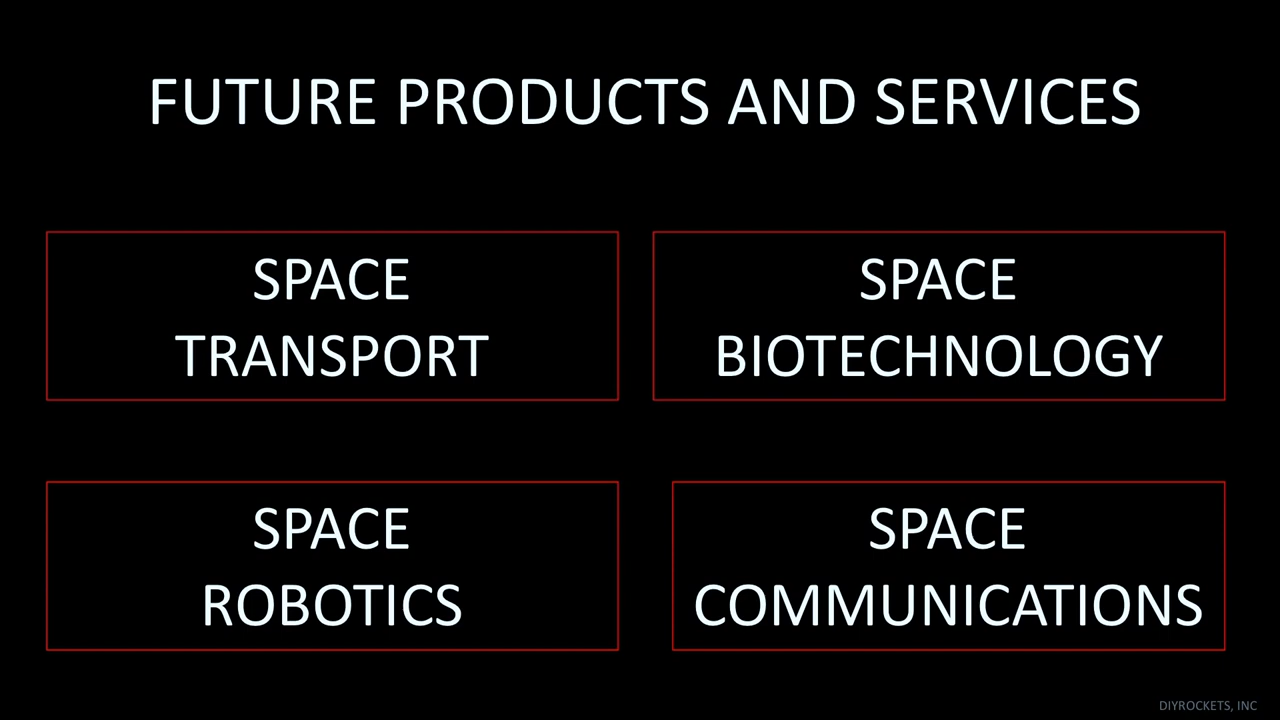 FUTURE PRODUCTS AND SERVICES
SPACE
TRANSPORT
SPACE
BIOTECHNOLOGY
SPACE
ROBOTICS
SPACE
COMMUNICATIONS
DIYROCKETS, INC